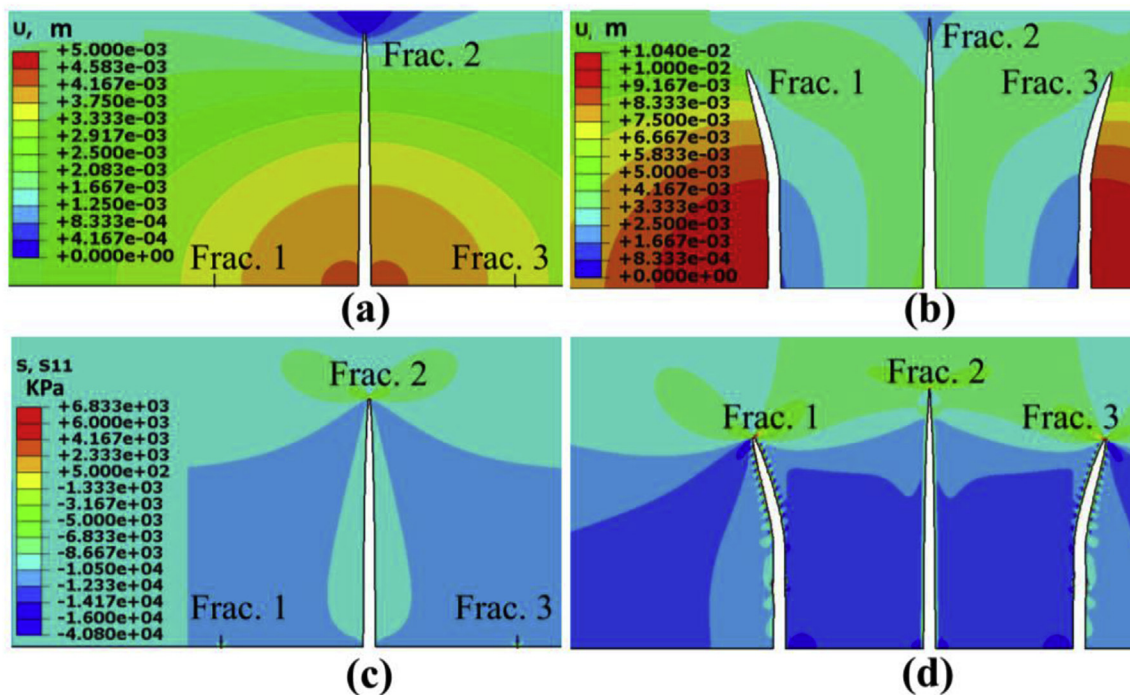 U, m
+5.000e-03
+4.583e-03
+4.167e-03
+3.750e-03
+3.333e-03
+2.917e-03
+2.500e-03
+2.083e-03
+1.667e-03
+1.250e-03
+8.333e-04
+4.167e-04
+0.000e+00
Frac. 2
Frac. 1
Frac. 3
(a)
U, m
+1.040e-02
+1.000e-02
+9.167e-03
+8.333e-03
+7.500e-03
+6.667e-03
+5.833e-03
+5.000e-03
+4.167e-03
+3.333e-03
+2.500e-03
+1.667e-03
+8.333e-04
+0.000e+00
Frac. 2
Frac. 1
Frac. 3
(b)
S, S11
KPa
+6.833e+03
+6.000e+03
+4.167e+03
+2.333e+03
+5.000e+02
-1.333e+03
-3.167e+03
-5.000e+03
-6.833e+03
-8.667e+03
-1.050e+04
-1.233e+04
-1.417e+04
-1.600e+04
-4.080e+04
Frac. 2
Frac. 1
Frac. 3
(c)
Frac. 2
Frac. 1
Frac. 3
(d)